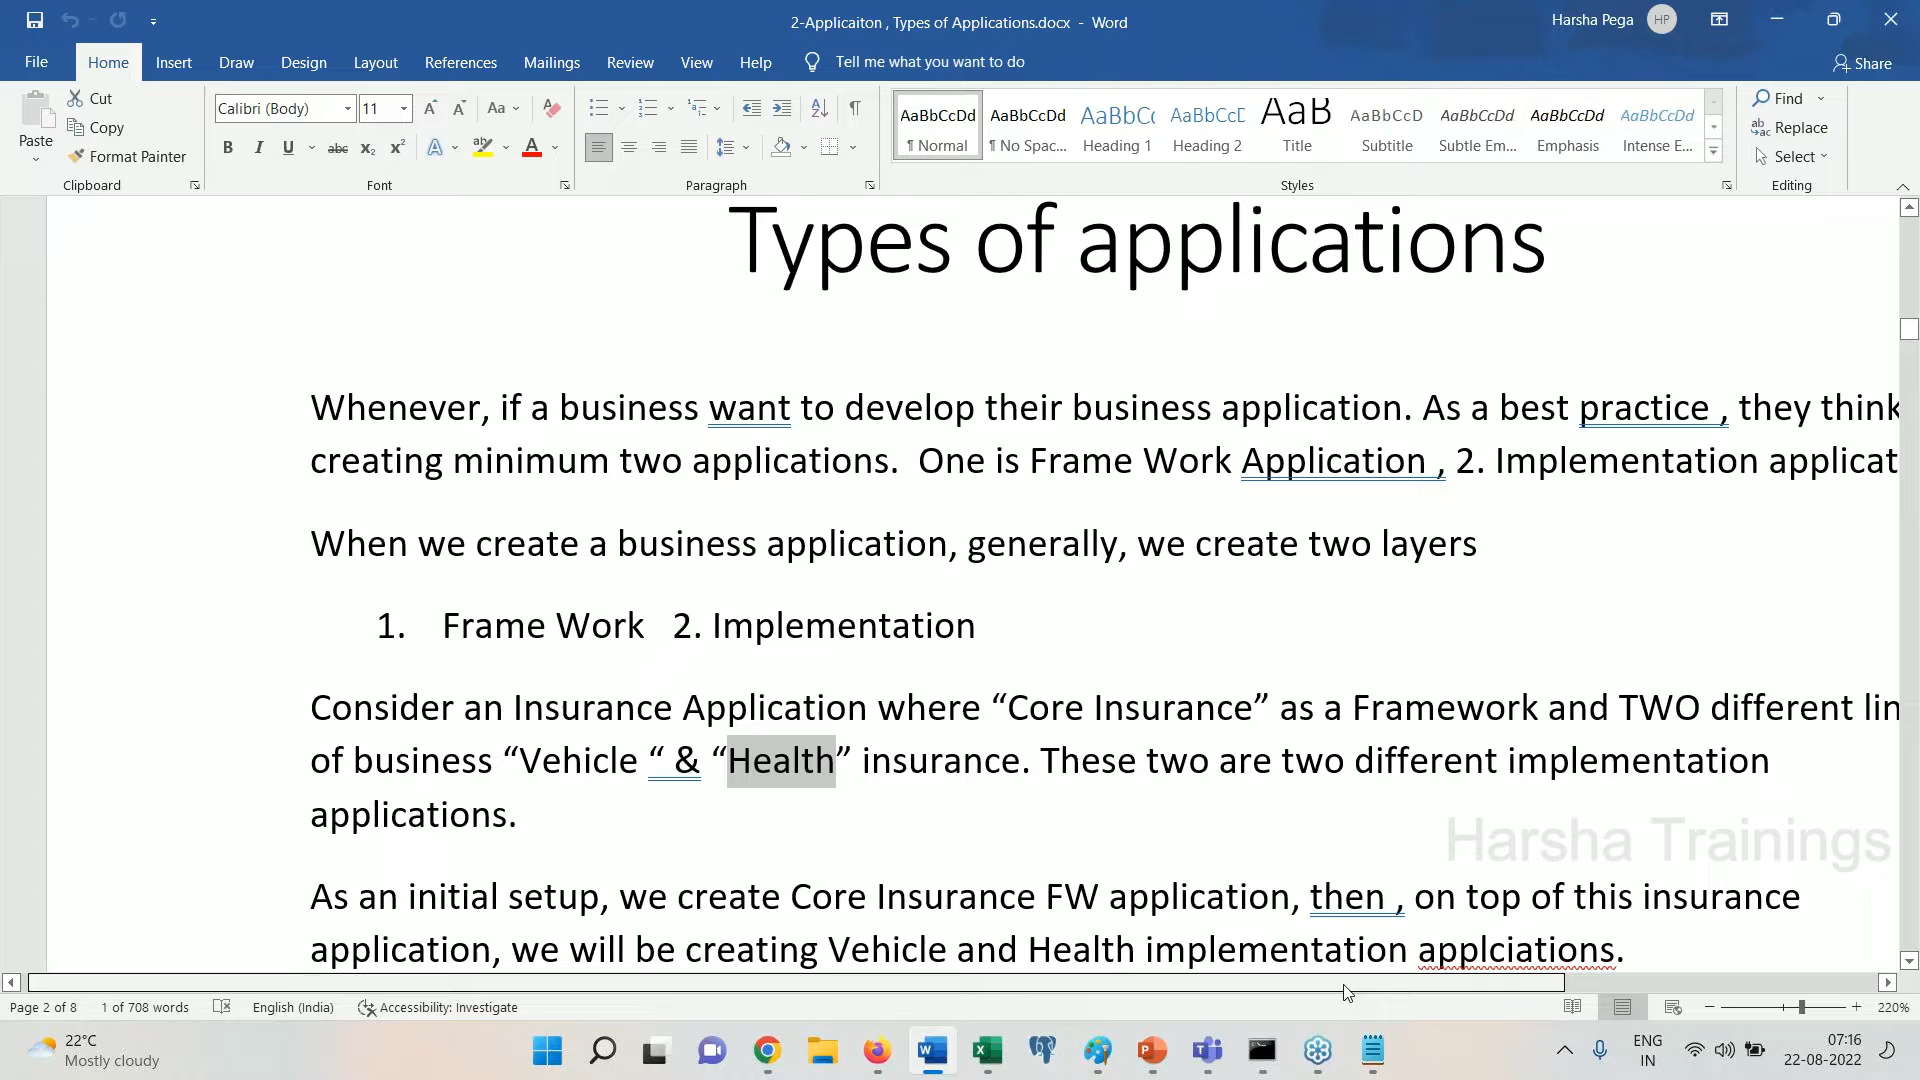 2-Applicaiton , Types of Applications.docx - Word
Harsha Pega HP
File Home Insert Draw Design Layout References Mailings Review View Help Tell me what you want to do Share
Paste
Cut
Copy
Format Painter
Clipboard
Calibri (Body) 11
Font
Paragraph
AaBbCcDd AaBbCcDd AaBbCc AaBbCcD AaB AaBbCcD AaBbCcDd AaBbCcDd AaBbCcDd
¶ Normal ¶ No Spac... Heading 1 Heading 2 Title Subtitle Subtle Em... Emphasis Intense E...
Styles
Find
Replace
Select
Editing
Types of applications
Whenever, if a business want to develop their business application. As a best practice , they think
creating minimum two applications. One is Frame Work Application , 2. Implementation applicat
When we create a business application, generally, we create two layers
1. Frame Work 2. Implementation
Consider an Insurance Application where “Core Insurance” as a Framework and TWO different lin
of business “Vehicle “ & “Health” insurance. These two are two different implementation
applications.
Harsha Trainings
As an initial setup, we create Core Insurance FW application, then , on top of this insurance
application, we will be creating Vehicle and Health implementation applciations.
Page 2 of 8 1 of 708 words English (India) Accessibility: Investigate 220%
22°C
Mostly cloudy
ENG
IN
07:16
22-08-2022